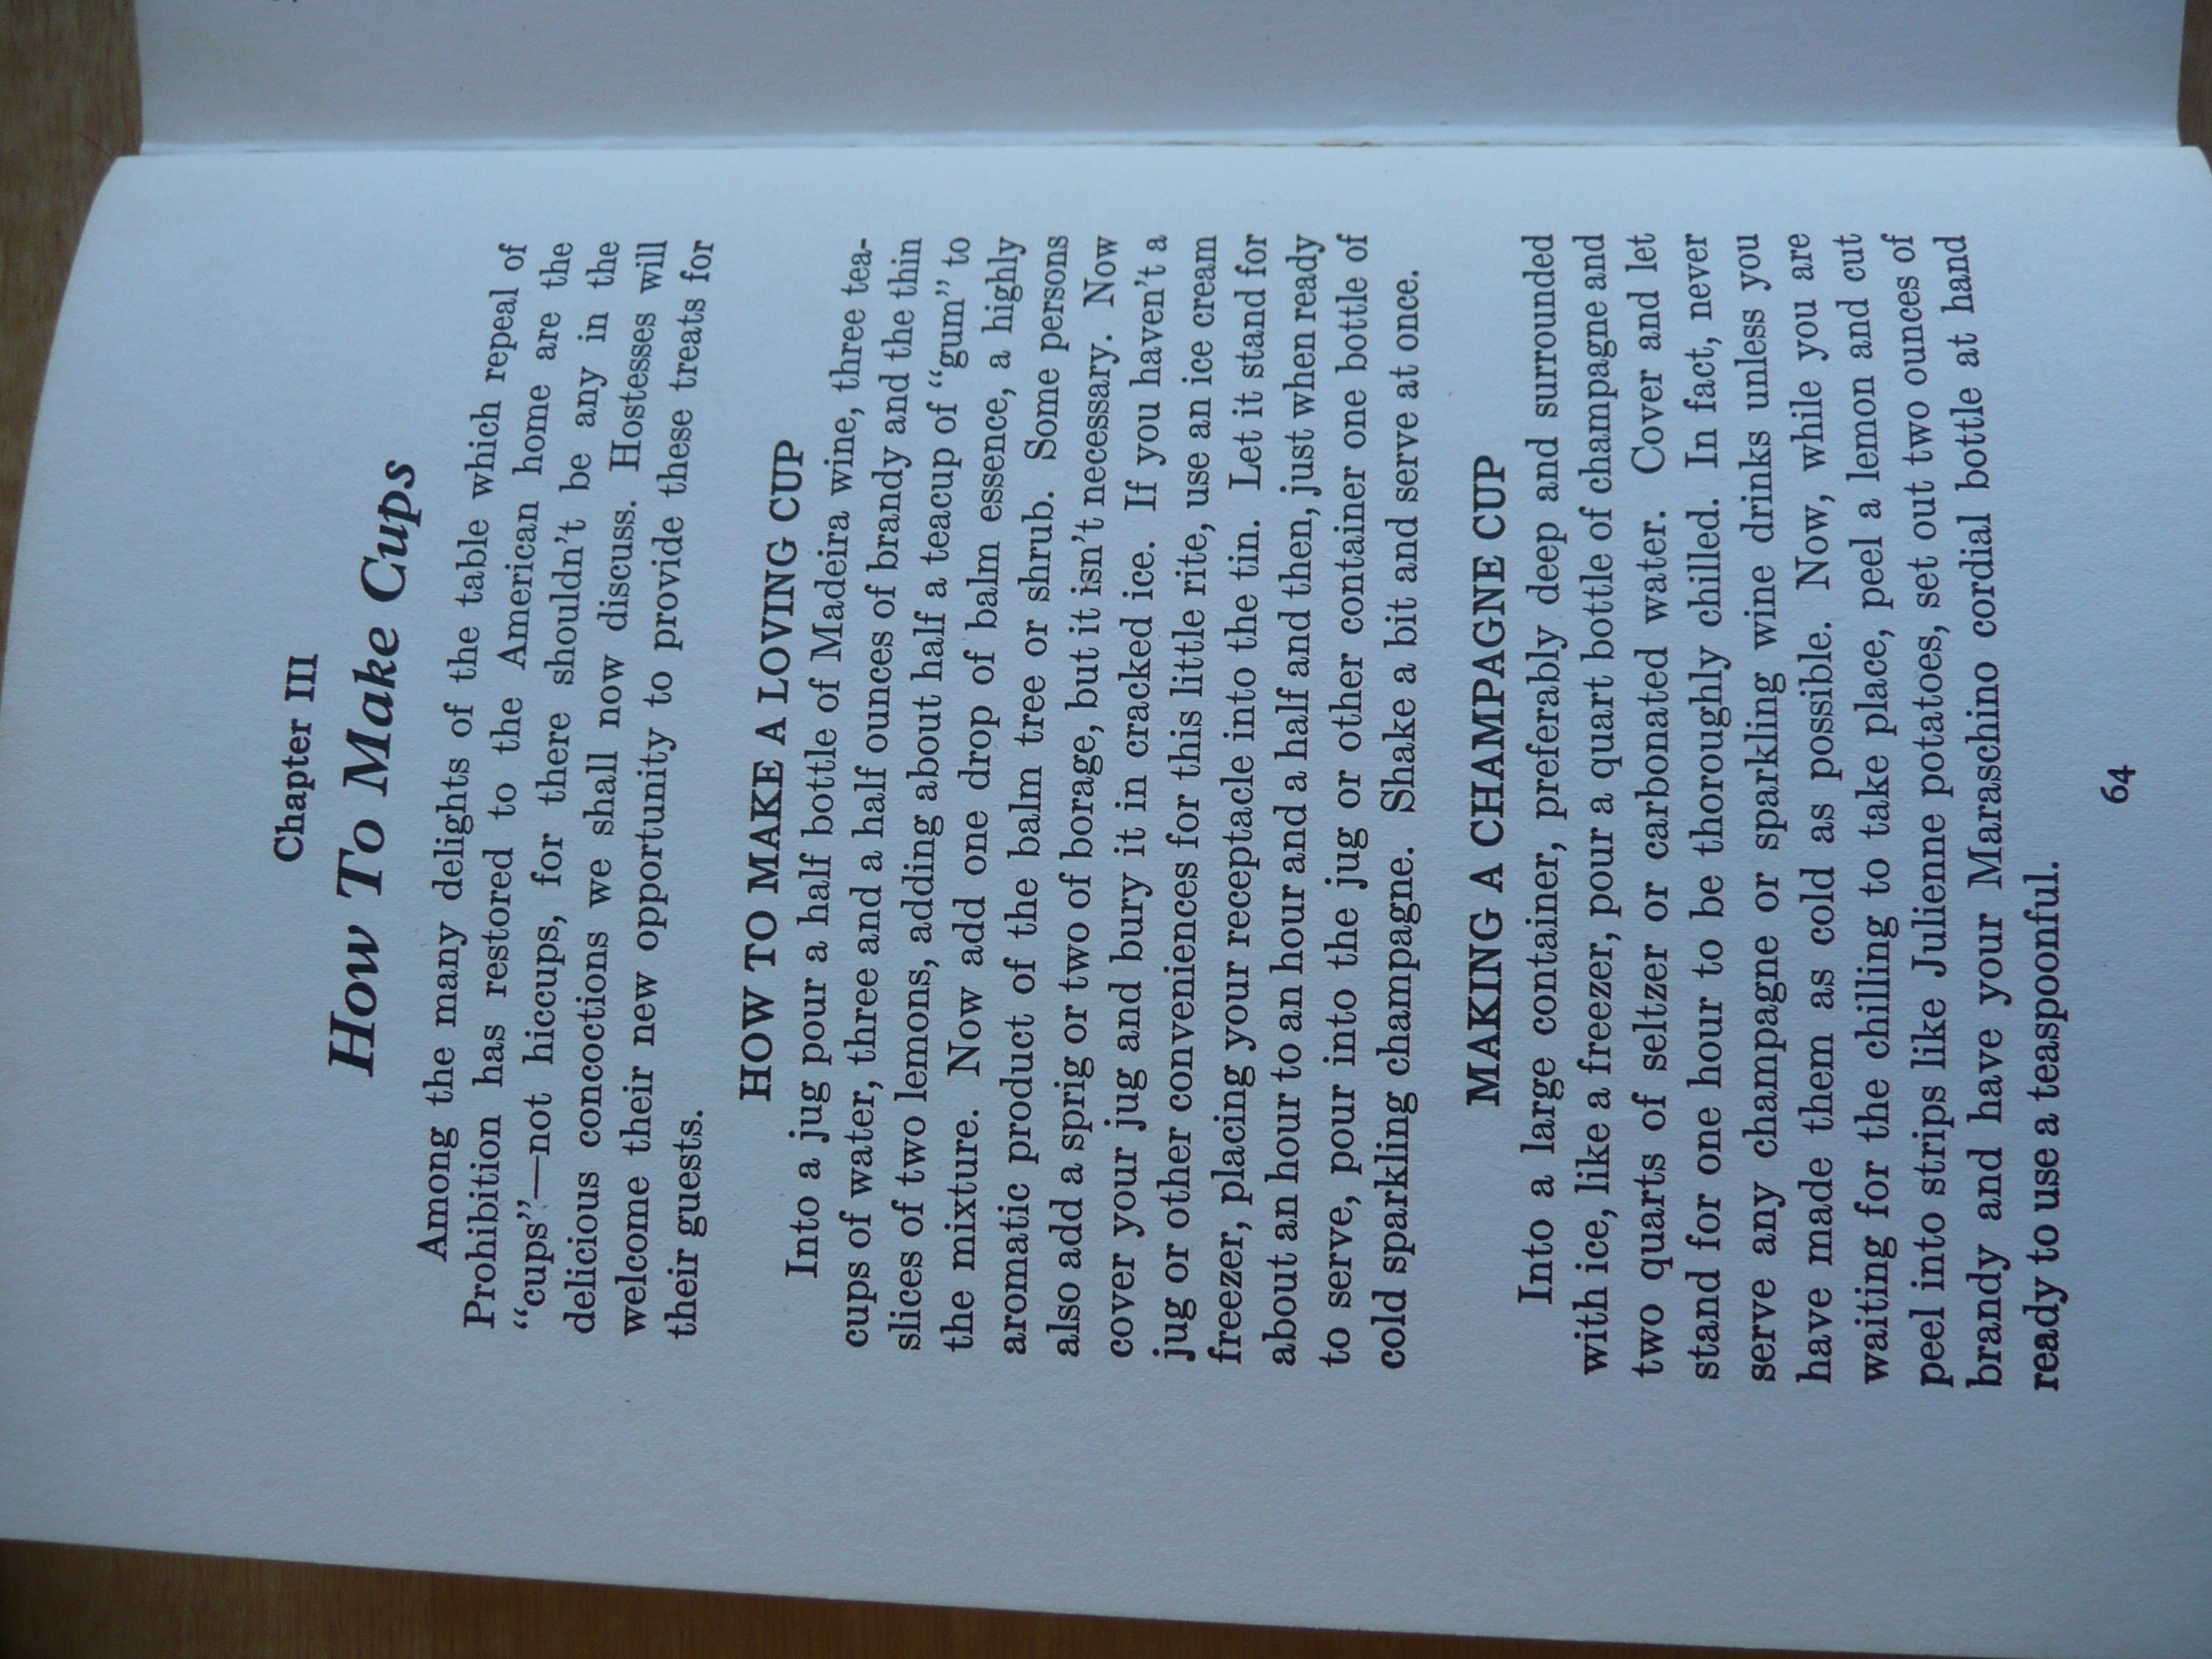 Chapter III
How To Make Cups
Among the many delights of the table which repeal of
Prohibition has restored to the American home are the
“cups”—not hiccups, for there shouldn't be any in the
delicious concoctions we shall now discuss. Hostesses will
welcome their new opportunity to provide these treats for
their guests.
HOW TO MAKE A LOVING CUP
Into a jug pour a half bottle of Madeira wine, three tea-
cups of water, three and a half ounces of brandy and the thin
slices of two lemons, adding about half a teacup of “gum” to
the mixture. Now add one drop of balm essence, a highly
aromatic product of the balm tree or shrub. Some persons
also add a sprig or two of borage, but it isn't necessary. Now
cover your jug and bury it in cracked ice. If you haven't a
jug or other conveniences for this little rite, use an ice cream
freezer, placing your receptacle into the tin. Let it stand for
about an hour to an hour and a half and then, just when ready
to serve, pour into the jug or other container one bottle of
cold sparkling champagne. Shake a bit and serve at once.
MAKING A CHAMPAGNE CUP
Into a large container, preferably deep and surrounded
with ice, like a freezer, pour a quart bottle of champagne and
two quarts of seltzer or carbonated water. Cover and let
stand for one hour to be thoroughly chilled. In fact, never
serve any champagne or sparkling wine drinks unless you
have made them as cold as possible. Now, while you are
waiting for the chilling to take place, peel a lemon and cut
peel into strips like Julienne potatoes, set out two ounces of
brandy and have your Maraschino cordial bottle at hand
ready to use a teaspoonful.
64